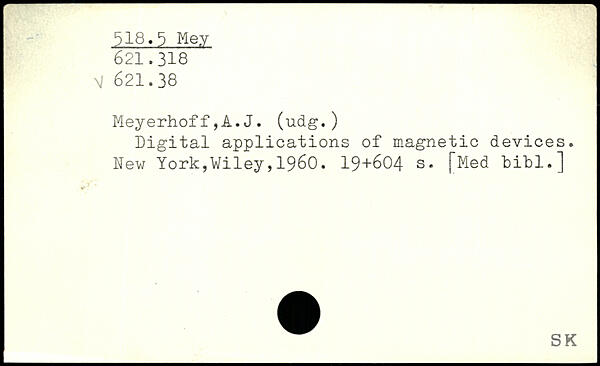 518.5 Mey
621.318
√ 621.38
Meyerhoff,A.J. (udg.)
Digital applications of magnetic devices.
New York,Wiley,1960. 19+604 s. [Med bibl.]
SK